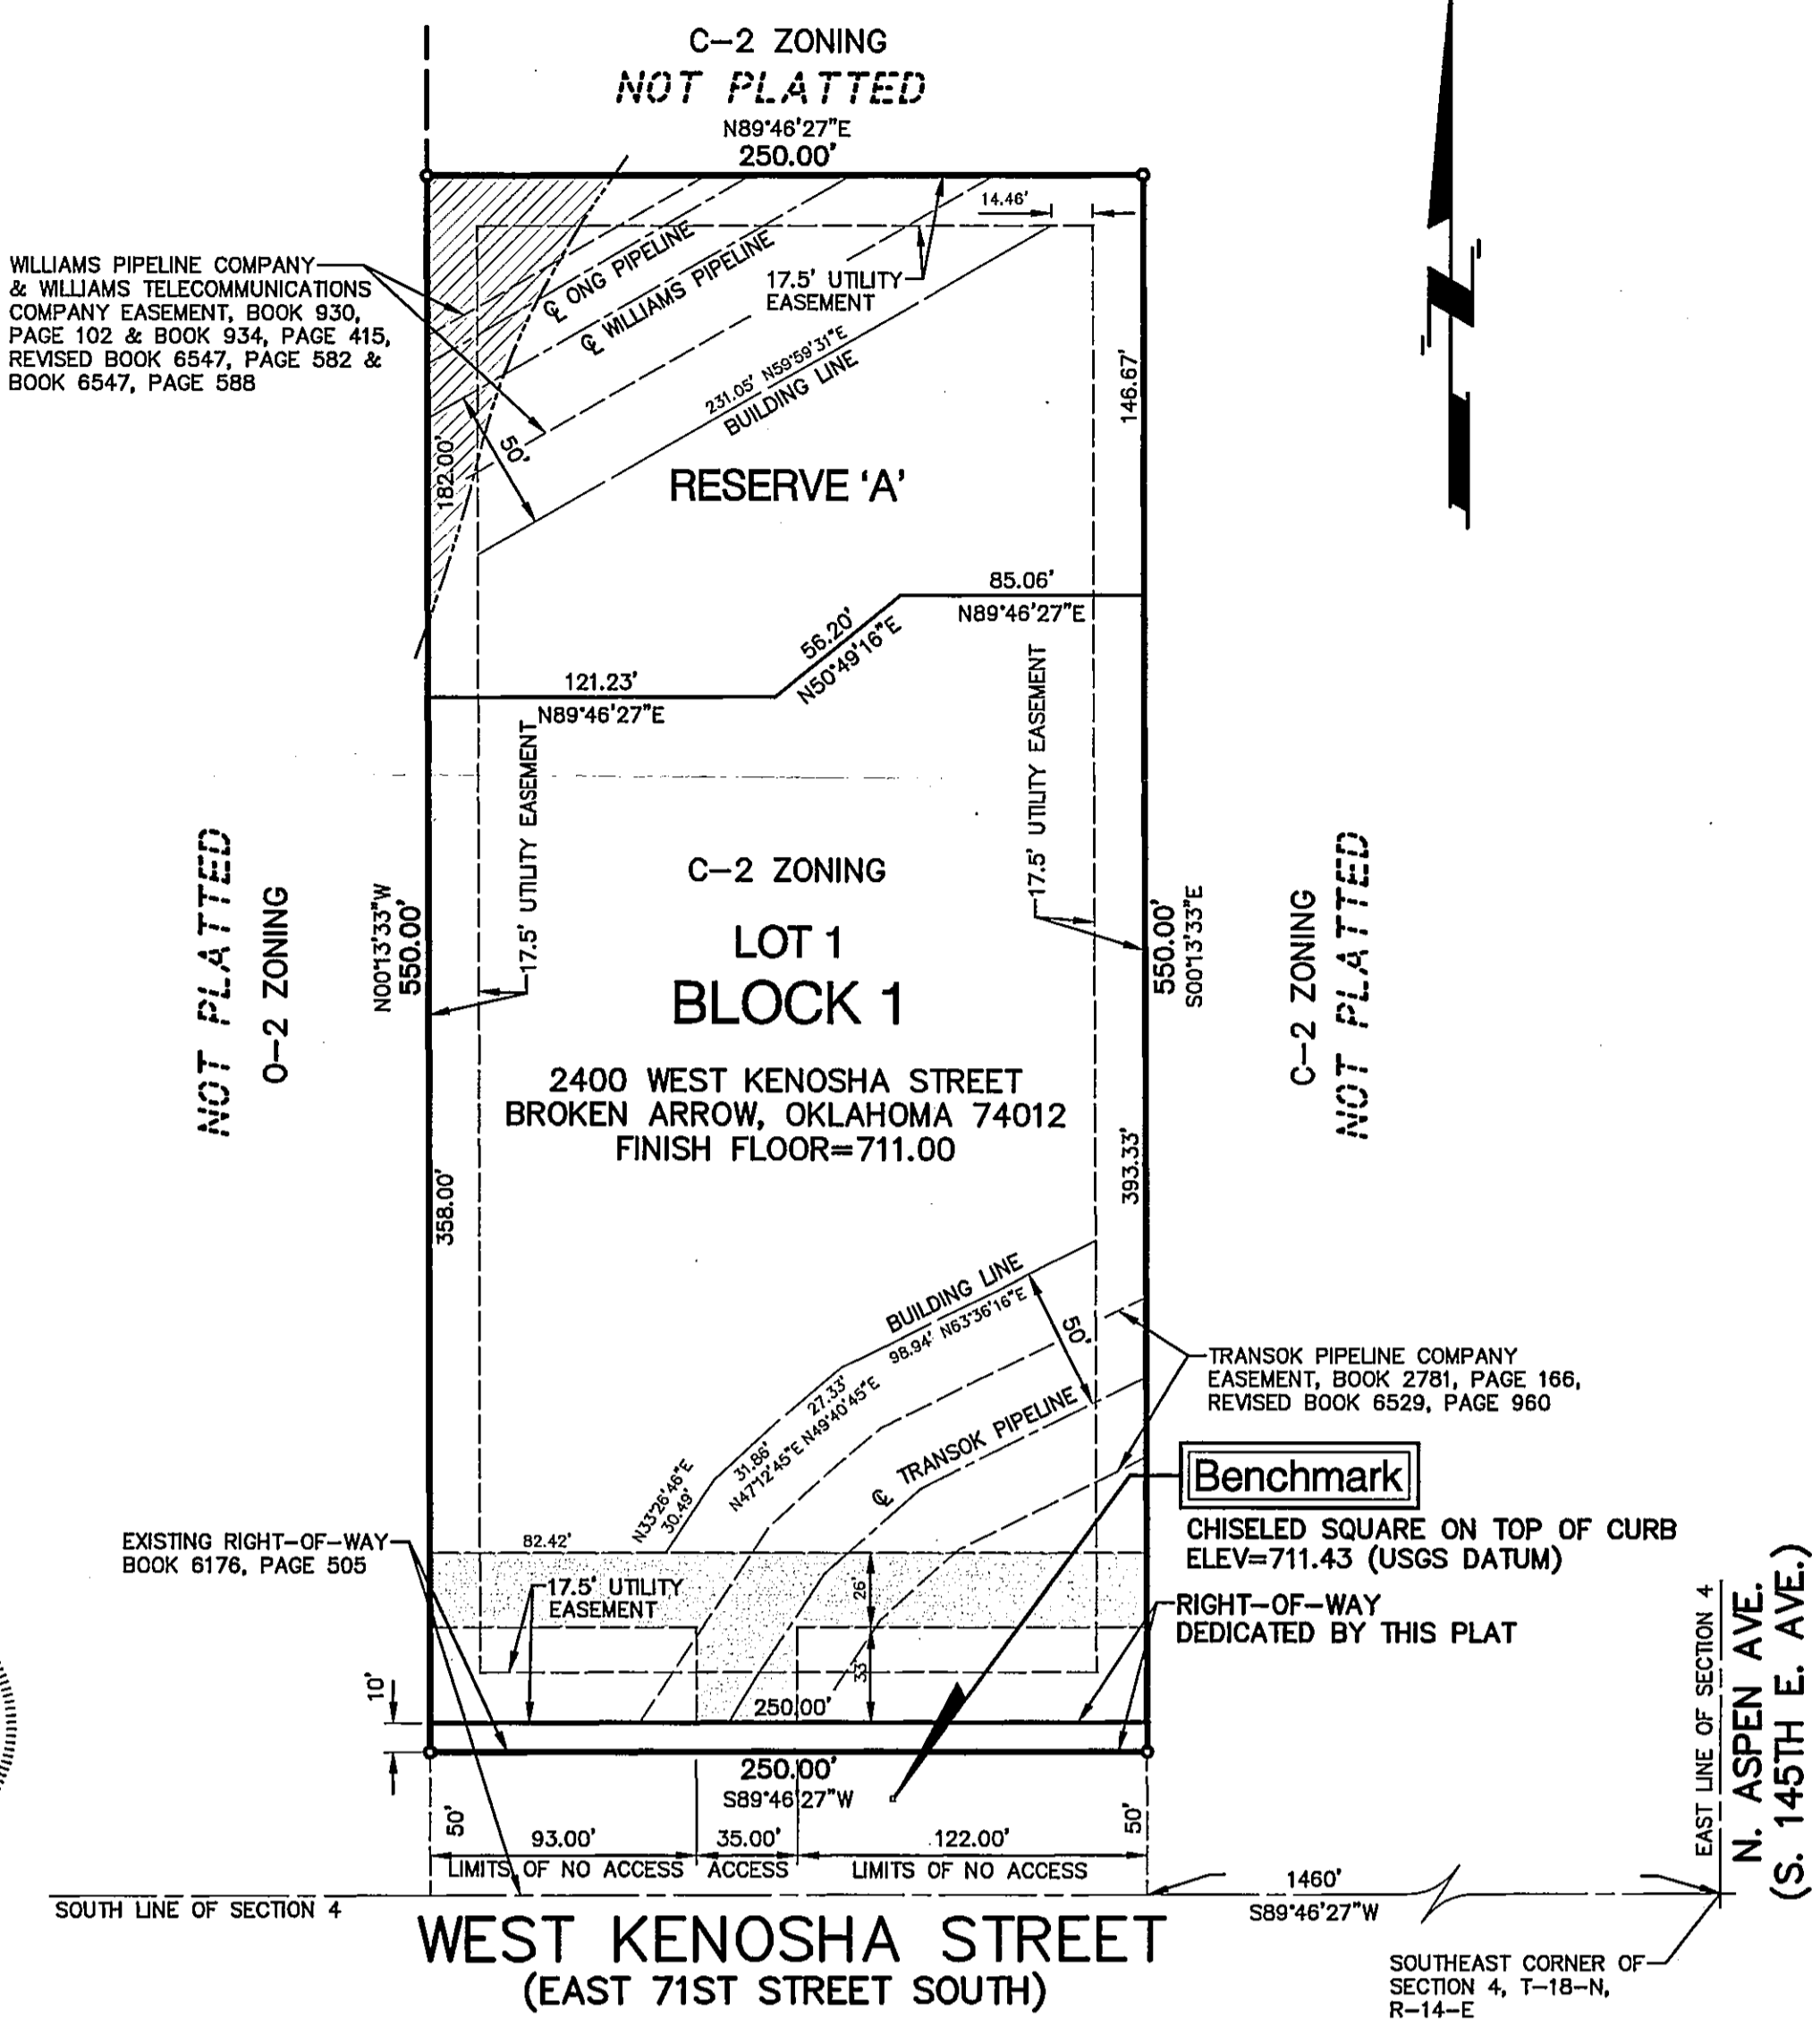 C-2 ZONING
NOT PLATTED
N89°46'27"E
250.00'
14.46'
WILLIAMS PIPELINE COMPANY
& WILLIAMS TELECOMMUNICATIONS
COMPANY EASEMENT, BOOK 930,
PAGE 102 & BOOK 934, PAGE 415,
REVISED BOOK 6547, PAGE 582 &
BOOK 6547, PAGE 588
℄ ONG PIPELINE
℄ WILLIAMS PIPELINE
17.5' UTILITY
EASEMENT
231.05' N59°59'31"E
BUILDING LINE
146.67'
182.00'
50'
RESERVE 'A'
85.06'
N89°46'27"E
56.20'
N50°49'16"E
121.23'
N89°46'27"E
17.5' UTILITY EASEMENT
17.5' UTILITY EASEMENT
NOT PLATTED
O-2 ZONING
N00°13'33"W
550.00'
C-2 ZONING
LOT 1
BLOCK 1
2400 WEST KENOSHA STREET
BROKEN ARROW, OKLAHOMA 74012
FINISH FLOOR=711.00
550.00'
S00°13'33"E
C-2 ZONING
NOT PLATTED
358.00'
393.33'
BUILDING LINE
98.94' N63°36'16"E
50'
27.33'
N49°40'45"E
31.86'
N47°12'45"E
N33°26'46"E
30.49'
℄ TRANSOK PIPELINE
TRANSOK PIPELINE COMPANY
EASEMENT, BOOK 2781, PAGE 166,
REVISED BOOK 6529, PAGE 960
Benchmark
CHISELED SQUARE ON TOP OF CURB
ELEV=711.43 (USGS DATUM)
EXISTING RIGHT-OF-WAY
BOOK 6176, PAGE 505
82.42'
17.5' UTILITY
EASEMENT
26'
33'
RIGHT-OF-WAY
DEDICATED BY THIS PLAT
10'
250.00'
250.00'
S89°46'27"W
50'
50'
93.00'
35.00'
122.00'
LIMITS OF NO ACCESS
ACCESS
LIMITS OF NO ACCESS
1460'
S89°46'27"W
EAST LINE OF SECTION 4
N. ASPEN AVE.
(S. 145TH E. AVE.)
SOUTH LINE OF SECTION 4
WEST KENOSHA STREET
(EAST 71ST STREET SOUTH)
SOUTHEAST CORNER OF
SECTION 4, T-18-N,
R-14-E